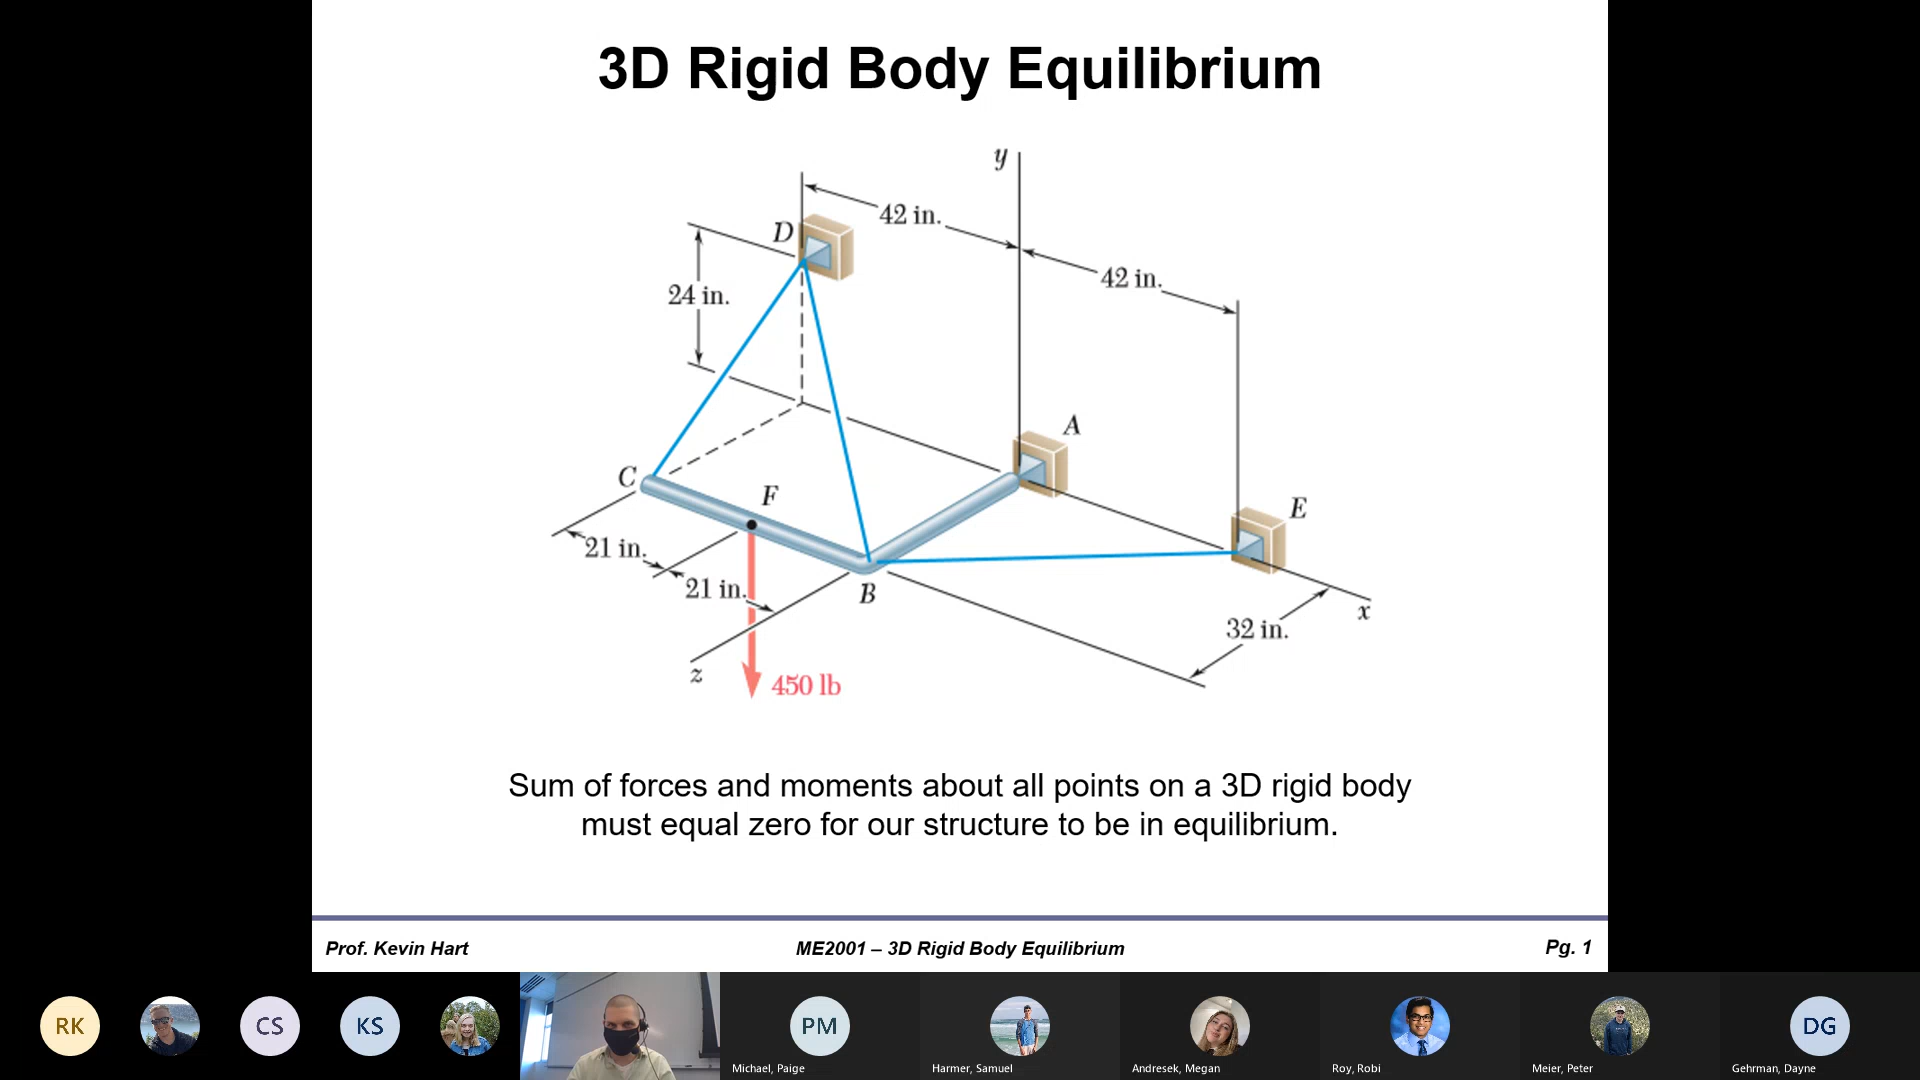 3D Rigid Body Equilibrium
y
42 in.
D
42 in.
24 in.
A
C
F
E
21 in.
21 in.
B
x
32 in.
z
450 lb
Sum of forces and moments about all points on a 3D rigid body
must equal zero for our structure to be in equilibrium.
Prof. Kevin Hart
ME2001 – 3D Rigid Body Equilibrium
Pg. 1
RK
CS
KS
PM
DG
Michael, Paige
Harmer, Samuel
Andresek, Megan
Roy, Robi
Meier, Peter
Gehrman, Dayne